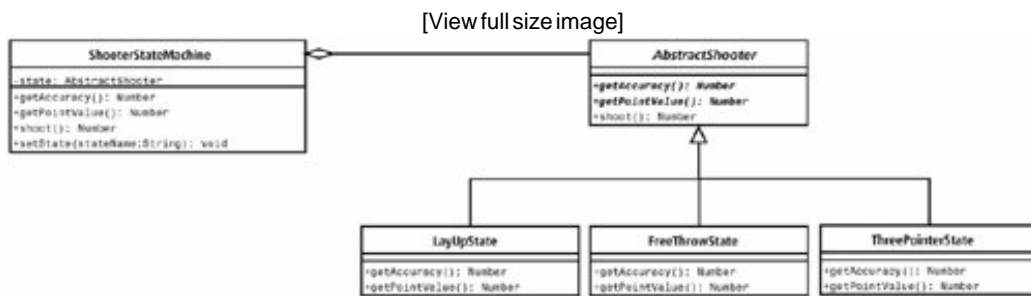 [View full size image]
ShooterStateMachine
-state: AbstractShooter
+getAccuracy(): Number
+getPointValue(): Number
+shoot(): Number
+setState(stateName:String): void
AbstractShooter
+getAccuracy(): Number
+getPointValue(): Number
+shoot(): Number
LayUpState
+getAccuracy(): Number
+getPointValue(): Number
FreeThrowState
+getAccuracy(): Number
+getPointValue(): Number
ThreePointerState
+getAccuracy(): Number
+getPointValue(): Number